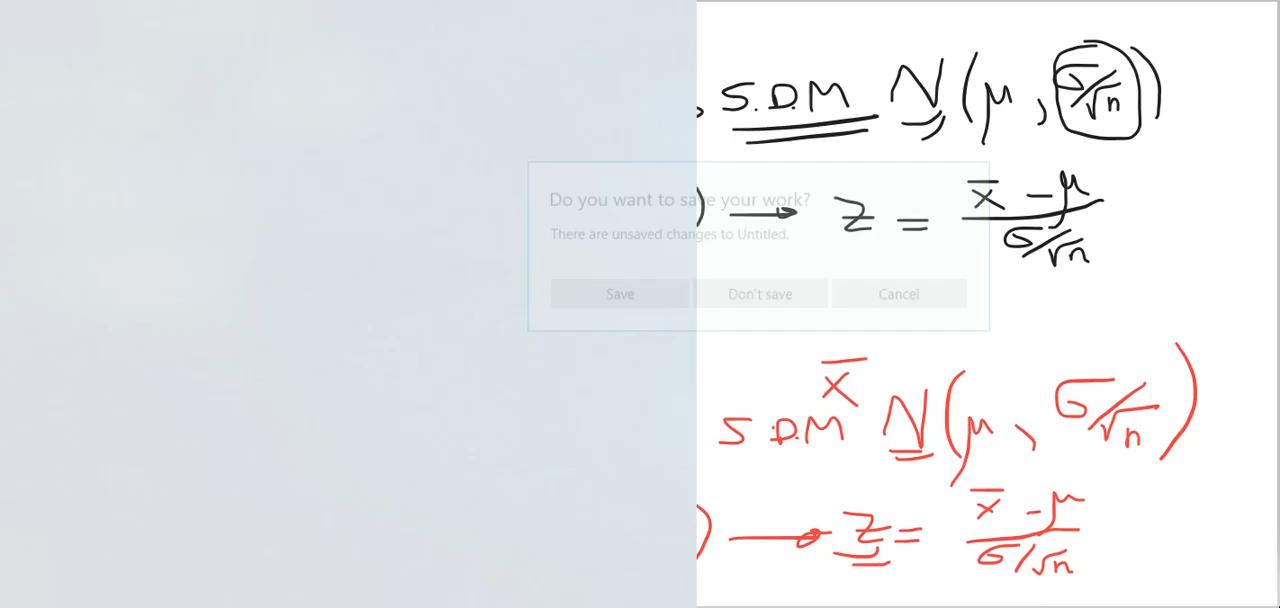 S.D.M N(μ, σ/√n)
Do you want to save your work?
) → Z = x̄ - μ / σ/√n
There are unsaved changes to Untitled.
Save Don't save Cancel
x̄
S.D.M N(μ, σ/√n)
) → Z = x̄ - μ / σ/√n